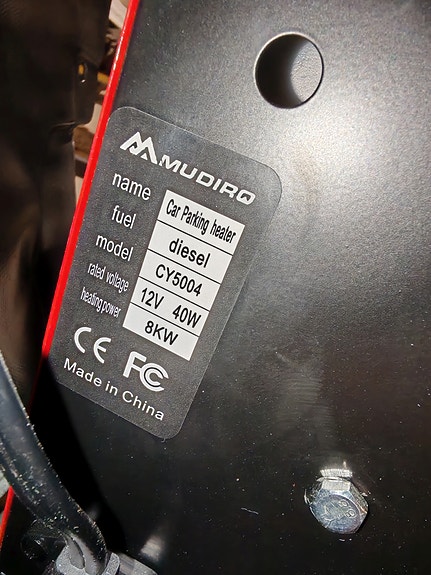 MUDIRQ
name Car Parking heater
fuel diesel
model CY5004
rated voltage 12V 40W
heating power 8KW
CE FC
Made in China